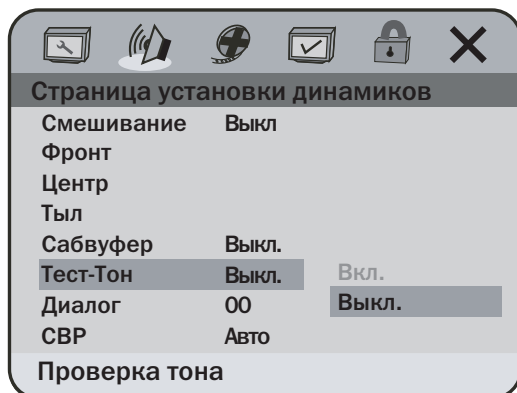 Страница установки динамиков
Смешивание Выкл
Фронт
Центр
Тыл
Сабвуфер Выкл.
Тест-Тон Выкл. Вкл.
Диалог 00 Выкл.
СВР Авто
Проверка тона